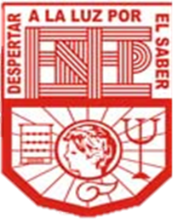 DESPERTAR A LA LUZ POR EL SABER
ENP